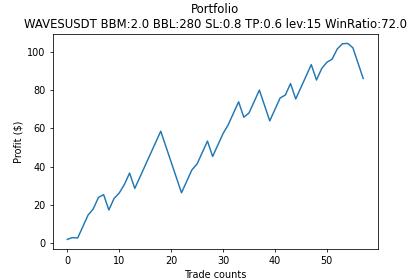 Portfolio
WAVESUSDT BBM:2.0 BBL:280 SL:0.8 TP:0.6 lev:15 WinRatio:72.0
Profit ($)
100
80
60
40
20
0
0 10 20 30 40 50
Trade counts